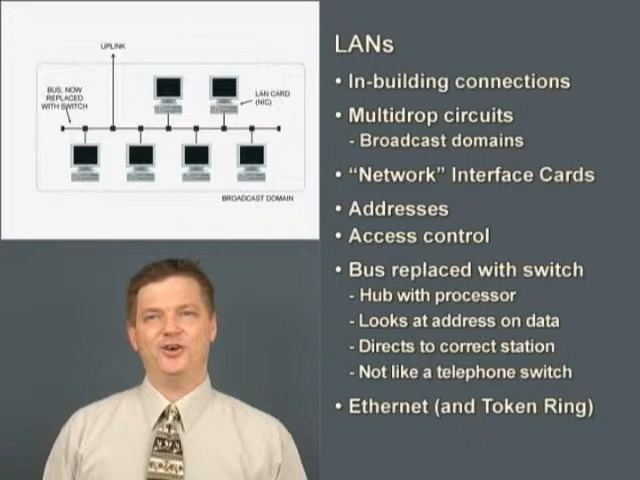 UPLINK
BUS, NOW
REPLACED
WITH SWITCH
LAN CARD
(NIC)
BROADCAST DOMAIN
LANs
• In-building connections
• Multidrop circuits
- Broadcast domains
• “Network” Interface Cards
• Addresses
• Access control
• Bus replaced with switch
- Hub with processor
- Looks at address on data
- Directs to correct station
- Not like a telephone switch
• Ethernet (and Token Ring)